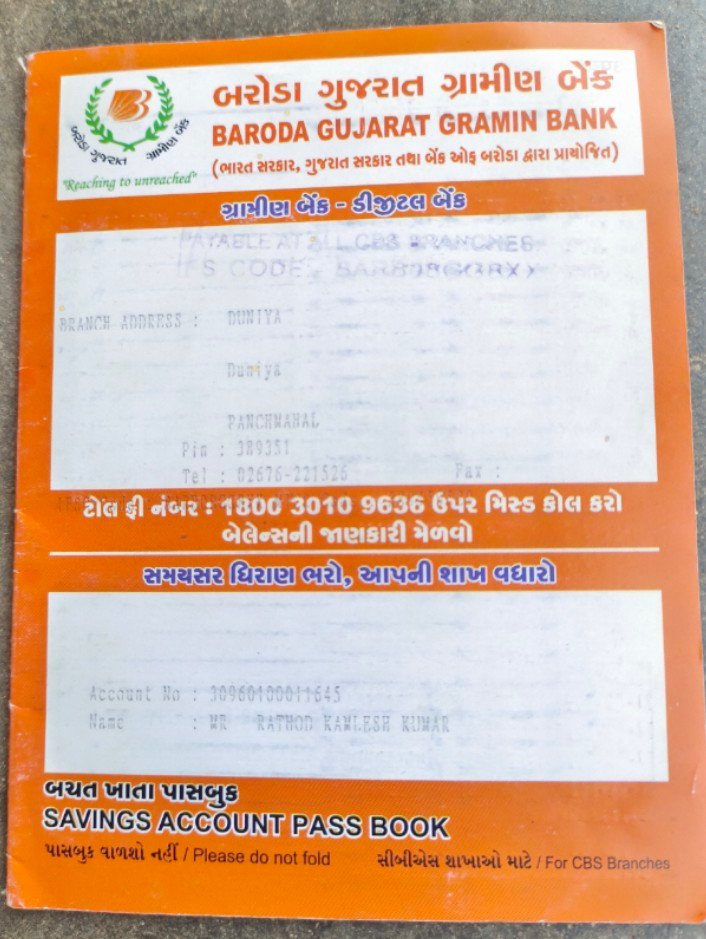 બરોડા ગુજરાત ગ્રામીણ બેંક
BARODA GUJARAT GRAMIN BANK
(ભારત સરકાર, ગુજરાત સરકાર તથા બેંક ઓફ બરોડા દ્વારા પ્રાયોજિત)
બરોડા ગુજરાત ગ્રામીણ બેંક
"Reaching to unreached"
ગ્રામીણ બેંક - ડીજીટલ બેંક
PAYABLE AT ALL CBS BRANCHES
CODE
BRANCH ADDRESS : DUNIYA
Duniya
PANCHMAHAL
Pin : 389351
Tel : 02676-221526 Fax :
ટોલ ફ્રી નંબર : 1800 3010 9636 ઉપર મિસ્ડ કોલ કરો
બેલેન્સની જાણકારી મેળવો
સમયસર ધિરાણ ભરો, આપની શાખ વધારો
Account No : 30960100011645
Name : MR RATHOD KAMLESH KUMAR
બચત ખાતા પાસબુક
SAVINGS ACCOUNT PASS BOOK
પાસબુક વાળશો નહીં / Please do not fold સીબીએસ શાખાઓ માટે / For CBS Branches